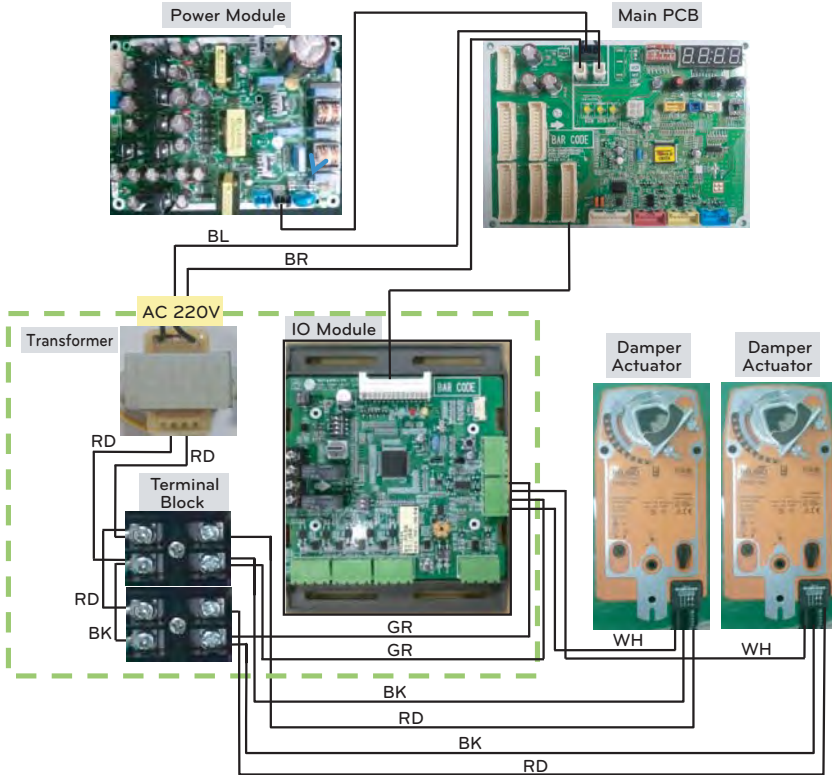 Power Module
Main PCB
BAR CODE
BL
BR
AC 220V
Transformer
IO Module
BAR CODE
Damper
Actuator
Damper
Actuator
RD
RD
Terminal
Block
RD
BK
GR
GR
WH
WH
BK
RD
BK
RD